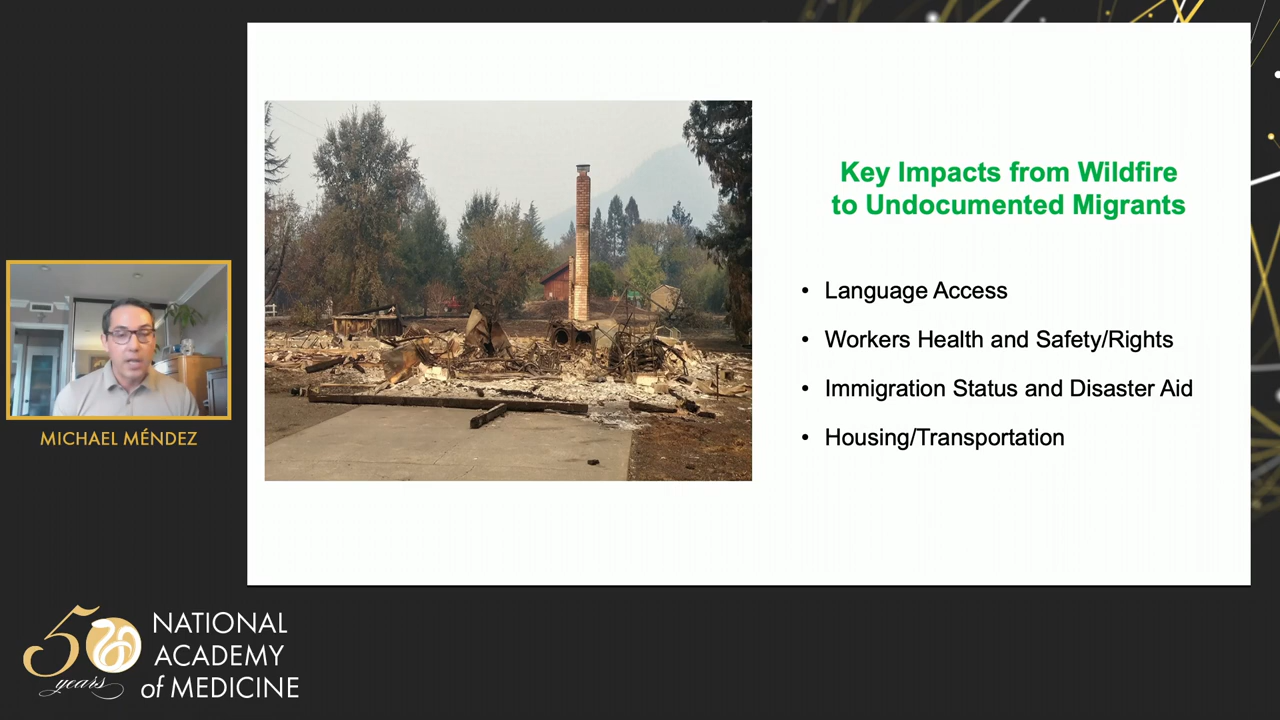 Key Impacts from Wildfire
to Undocumented Migrants
• Language Access
• Workers Health and Safety/Rights
• Immigration Status and Disaster Aid
• Housing/Transportation
MICHAEL MÉNDEZ
50
years
NATIONAL
ACADEMY
of MEDICINE